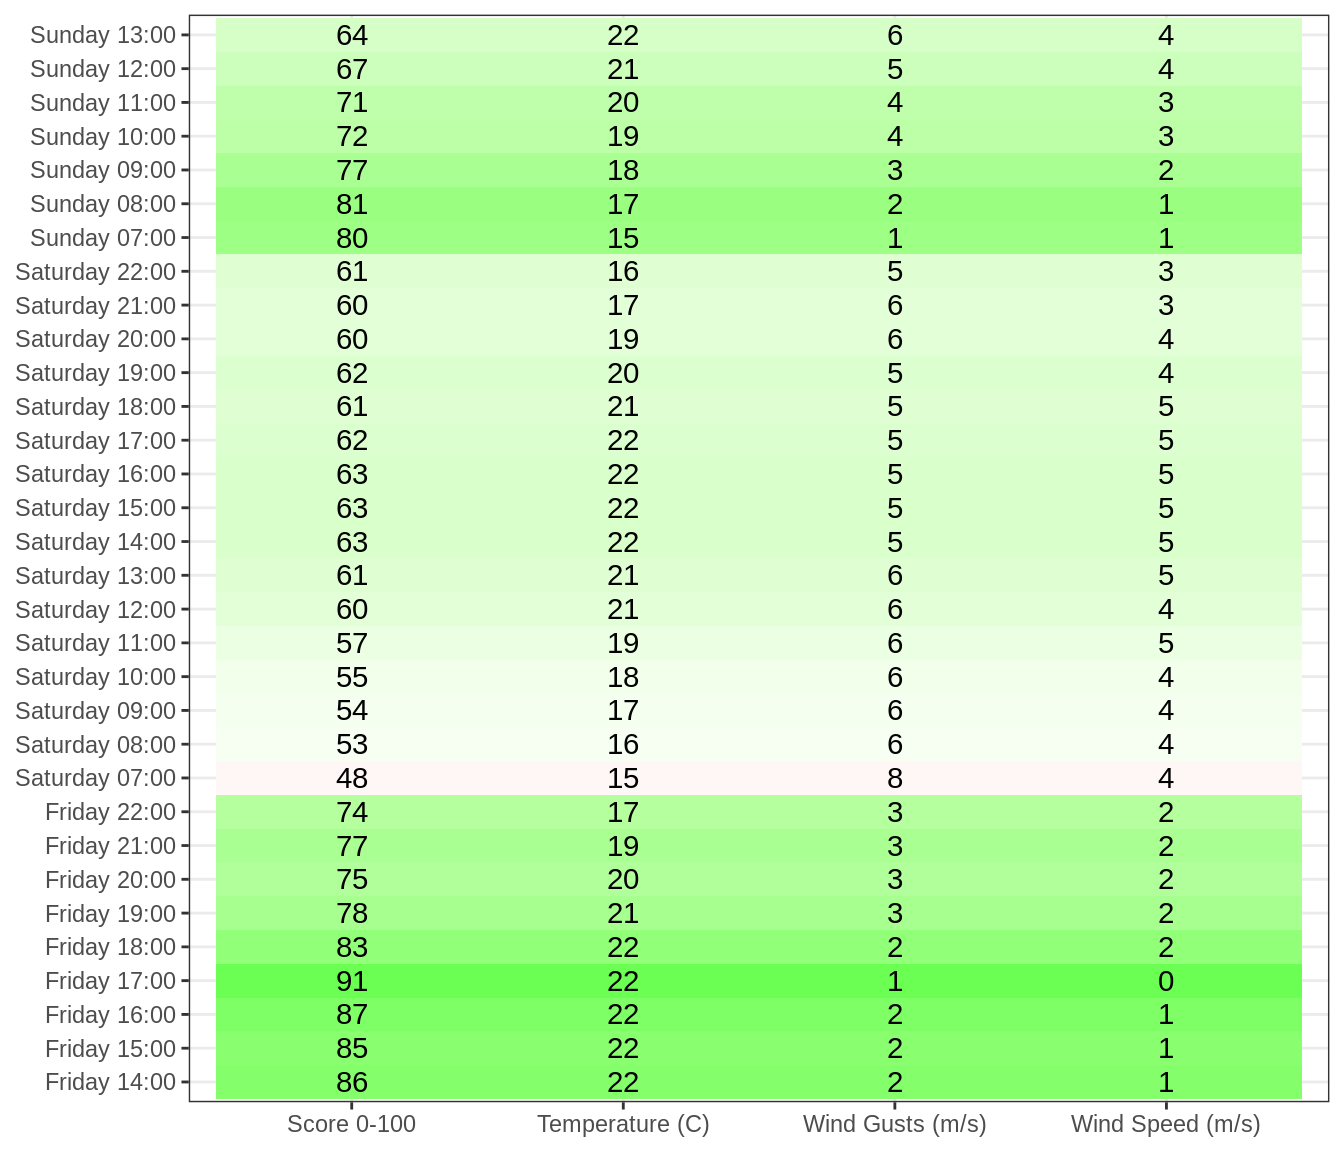 Sunday 13:00 64 22 6 4
Sunday 12:00 67 21 5 4
Sunday 11:00 71 20 4 3
Sunday 10:00 72 19 4 3
Sunday 09:00 77 18 3 2
Sunday 08:00 81 17 2 1
Sunday 07:00 80 15 1 1
Saturday 22:00 61 16 5 3
Saturday 21:00 60 17 6 3
Saturday 20:00 60 19 6 4
Saturday 19:00 62 20 5 4
Saturday 18:00 61 21 5 5
Saturday 17:00 62 22 5 5
Saturday 16:00 63 22 5 5
Saturday 15:00 63 22 5 5
Saturday 14:00 63 22 5 5
Saturday 13:00 61 21 6 5
Saturday 12:00 60 21 6 4
Saturday 11:00 57 19 6 5
Saturday 10:00 55 18 6 4
Saturday 09:00 54 17 6 4
Saturday 08:00 53 16 6 4
Saturday 07:00 48 15 8 4
Friday 22:00 74 17 3 2
Friday 21:00 77 19 3 2
Friday 20:00 75 20 3 2
Friday 19:00 78 21 3 2
Friday 18:00 83 22 2 2
Friday 17:00 91 22 1 0
Friday 16:00 87 22 2 1
Friday 15:00 85 22 2 1
Friday 14:00 86 22 2 1
Score 0-100 Temperature (C) Wind Gusts (m/s) Wind Speed (m/s)